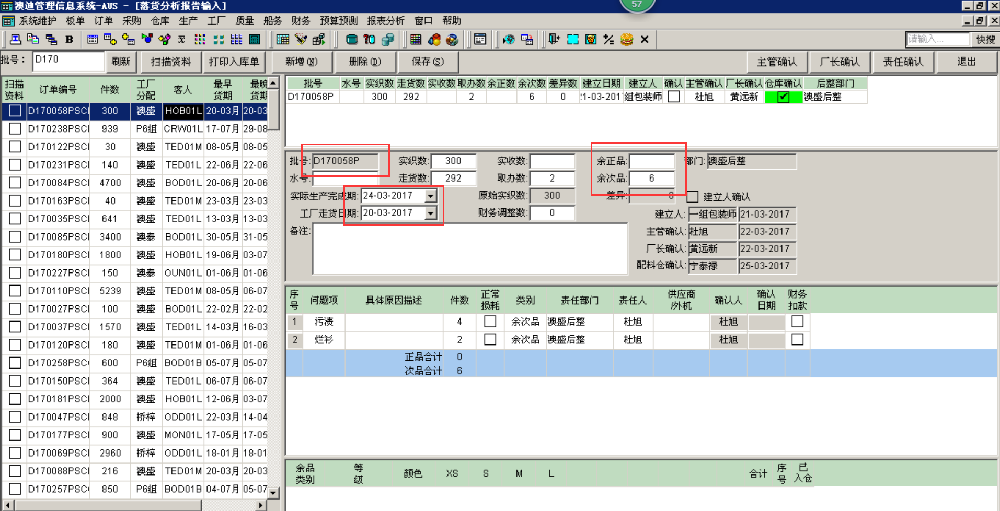 澳迪管理信息系统-AUS - [落货分析报告输入]
57
系统维护 板单 订单 采购 仓库 生产 工厂 质量 船务 财务 预算预测 报表分析 窗口 帮助
请输入... 快搜
批号: D170 刷新 扫描资料 打印入库单 新增(N) 删除(D) 保存(S) 主管确认 厂长确认 责任确认 退出
扫描资料 订单编号 件数 工厂分配 客人 最早货期 最晚货期
D170058PSCI 300 澳盛 HOB01L 20-03月 20-03
D170238PSCI 939 P6组 CRW01L 17-07月 29-08
D170122PSCI 30 澳盛 TED01M 08-05月 08-05
D170231PSCI 140 澳盛 TED01L 22-06月 22-06
D170084PSCI 4700 澳盛 BOD01L 20-06月 20-06
D170163PSCI 40 澳盛 TED01M 23-03月 23-03
D170035PSCI 641 澳盛 TED01L 13-03月 13-03
D170085PSCI 3400 澳泰 BOD01L 30-05月 31-05
D170180PSCI 1800 澳盛 HOB01L 19-06月 03-07
D170227PSCI 150 澳泰 OUN01L 01-06月 01-06
D170110PSCI 5239 澳盛 TED01M 08-05月 06-07
D170027PSCI 100 澳盛 BOD01L 22-02月 22-02
D170037PSCI 1570 澳盛 TED01L 14-03月 16-03
D170120PSCI 180 澳盛 TED01M 01-06月 01-06
D170258PSC 600 P6组 BOD01B 05-07月 05-07
D170150PSCI 364 澳盛 TED01L 06-07月 06-07
D170181PSCI 2000 澳盛 HOB01L 12-06月 03-07
D170047PSCI 848 桥梓 ODD01L 22-03月 14-04
D170177PSCI 900 澳盛 MON01L 17-05月 17-05
D170069PSCI 2960 桥梓 ODD01L 18-01月 18-01
D170088PSCI 216 澳盛 TED01M 20-03月 20-03
D170257PSC 850 P6组 BOD01B 04-07月 05-07
批号 水号 实织数 走货数 实收数 取办数 余正数 余次数 差异数 建立日期 建立人 确认 主管确认 厂长确认 仓库确认 后整部门
D170058P 300 292 2 6 0 21-03-201 组包装师 杜旭 黄远新 澳盛后整
批号: D170058P 实织数: 300 实收数: 余正品: 部门: 澳盛后整
水号: 走货数: 292 取办数: 2 余次品: 6
实际生产完成期: 24-03-2017 原始实织数: 300 差异: 8 建立人确认
工厂走货日期: 20-03-2017 财务调整数: 0 建立人: 一组包装师 21-03-2017
备注: 主管确认: 杜旭 22-03-2017
厂长确认: 黄远新 22-03-2017
配料仓确认: 宁泰禄 25-03-2017
序号 问题项 具体原因描述 件数 正常损耗 类别 责任部门 责任人 供应商/外机 确认人 确认日期 财务扣款
1 污渍 4 余次品 澳盛后整 杜旭 杜旭
2 烂衫 2 余次品 澳盛后整 杜旭 杜旭
正品合计 0
次品合计 6
余品类别 等级 颜色 XS S M L 合计 序号 已入仓